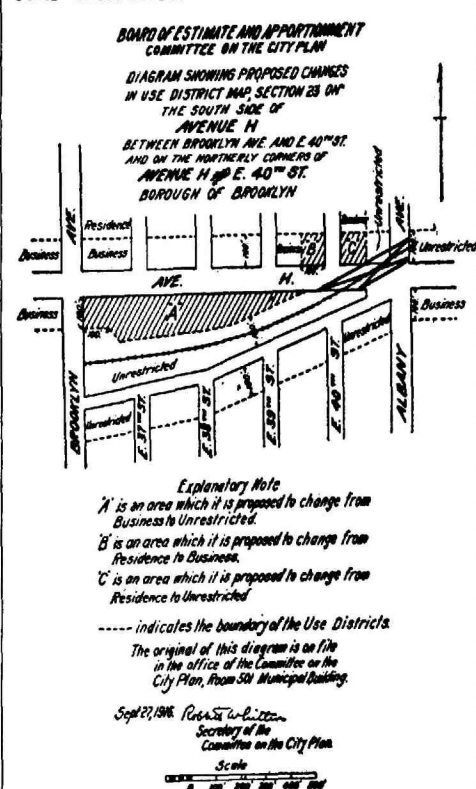 BOARD OF ESTIMATE AND APPORTIONMENT
COMMITTEE ON THE CITY PLAN
DIAGRAM SHOWING PROPOSED CHANGES
IN USE DISTRICT MAP, SECTION 23 ON
THE SOUTH SIDE OF
AVENUE H
BETWEEN BROOKLYN AVE. AND E. 40TH ST.
AND ON THE NORTHERLY CORNERS OF
AVENUE H AND E. 40TH ST.
BOROUGH OF BROOKLYN
AVE.
Residence
Unrestricted
AVE.
Business
Business
Business
B
C
Unrestricted
AVE. H.
Business
A
Business
Unrestricted
Unrestricted
Unrestricted
BROOKLYN
E. 37TH ST.
E. 38TH ST.
E. 39TH ST.
E. 40TH ST.
ALBANY
Explanatory Note
'A' is an area which it is proposed to change from
Business to Unrestricted.
'B' is an area which it is proposed to change from
Residence to Business.
'C' is an area which it is proposed to change from
Residence to Unrestricted
----- indicates the boundary of the Use Districts.
The original of this diagram is on file
in the office of the Committee on the
City Plan, Room 501 Municipal Building.
Sept 27, 1916. Robert Whitten
Secretary of the
Committee on the City Plan
Scale